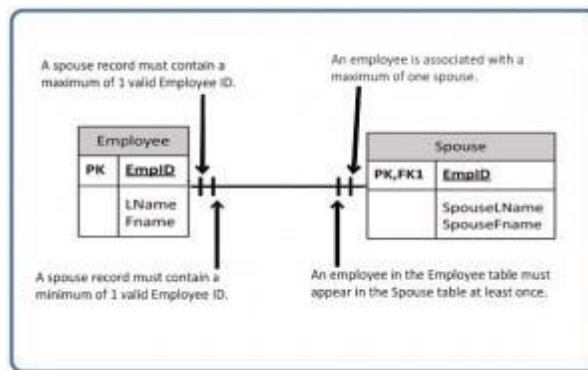 A spouse record must contain a
maximum of 1 valid Employee ID.
An employee is associated with a
maximum of one spouse.
Employee
PK EmpID
LName
Fname
Spouse
PK,FK1 EmpID
SpouseLName
SpouseFname
A spouse record must contain a
minimum of 1 valid Employee ID.
An employee in the Employee table must
appear in the Spouse table at least once.